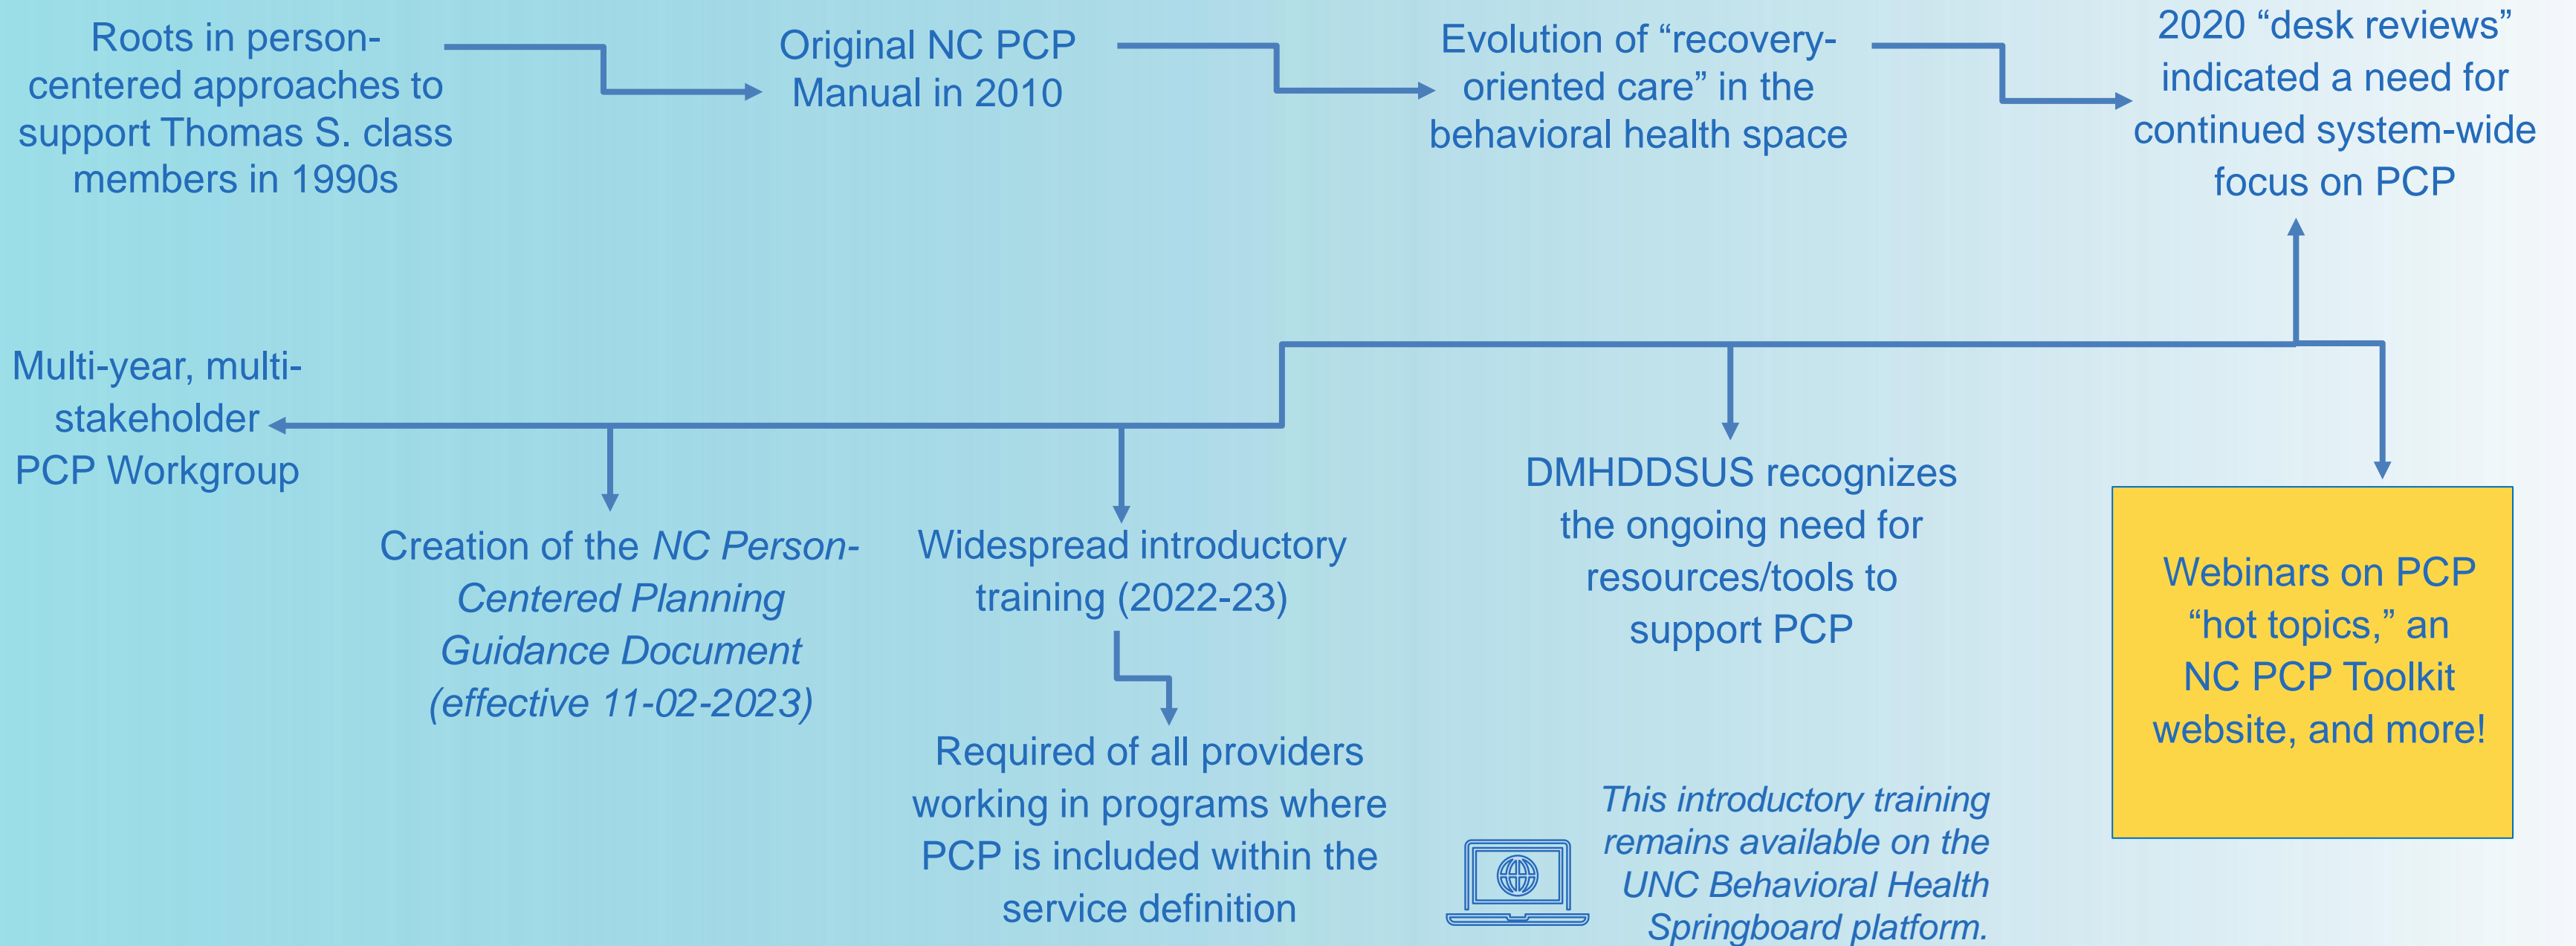 Roots in person-
centered approaches to
support Thomas S. class
members in 1990s
Original NC PCP
Manual in 2010
Evolution of “recovery-
oriented care” in the
behavioral health space
2020 “desk reviews”
indicated a need for
continued system-wide
focus on PCP
Multi-year, multi-
stakeholder
PCP Workgroup
Creation of the NC Person-
Centered Planning
Guidance Document
(effective 11-02-2023)
Widespread introductory
training (2022-23)
Required of all providers
working in programs where
PCP is included within the
service definition
DMHDDSUS recognizes
the ongoing need for
resources/tools to
support PCP
This introductory training
remains available on the
UNC Behavioral Health
Springboard platform.
Webinars on PCP
“hot topics,” an
NC PCP Toolkit
website, and more!